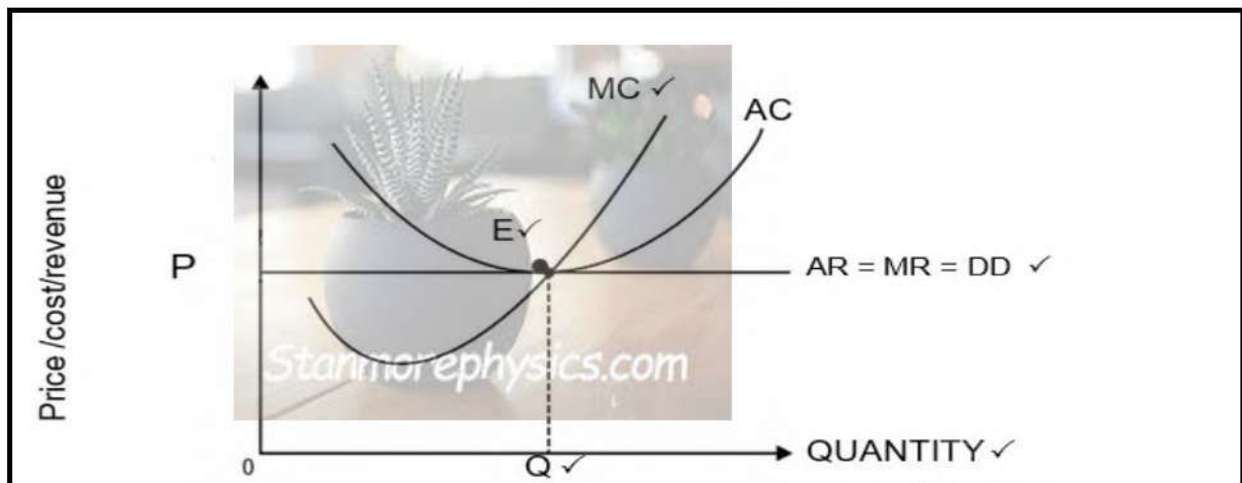 MC ✓
AC
E✓
P
AR = MR = DD ✓
Price /cost/revenue
Stanmorephysics.com
0
Q ✓
QUANTITY ✓